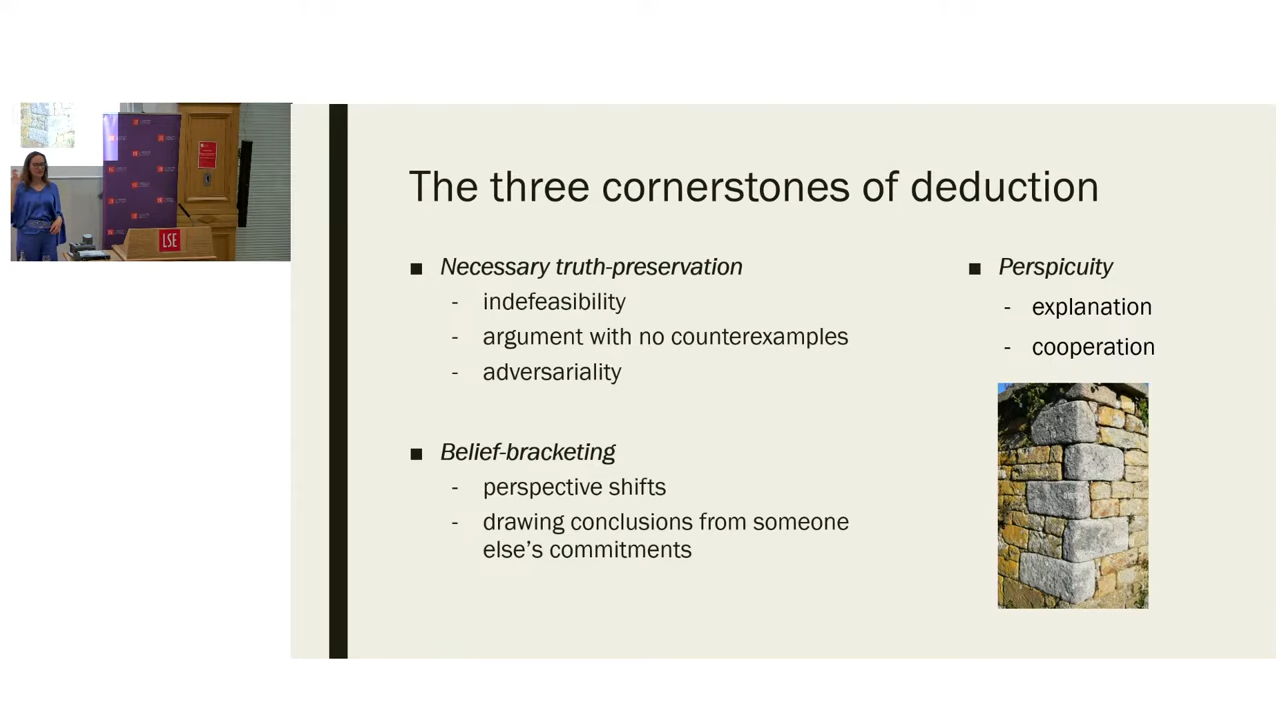 The three cornerstones of deduction
■ Necessary truth-preservation
- indefeasibility
- argument with no counterexamples
- adversariality
■ Belief-bracketing
- perspective shifts
- drawing conclusions from someone
else’s commitments
■ Perspicuity
- explanation
- cooperation
LSE